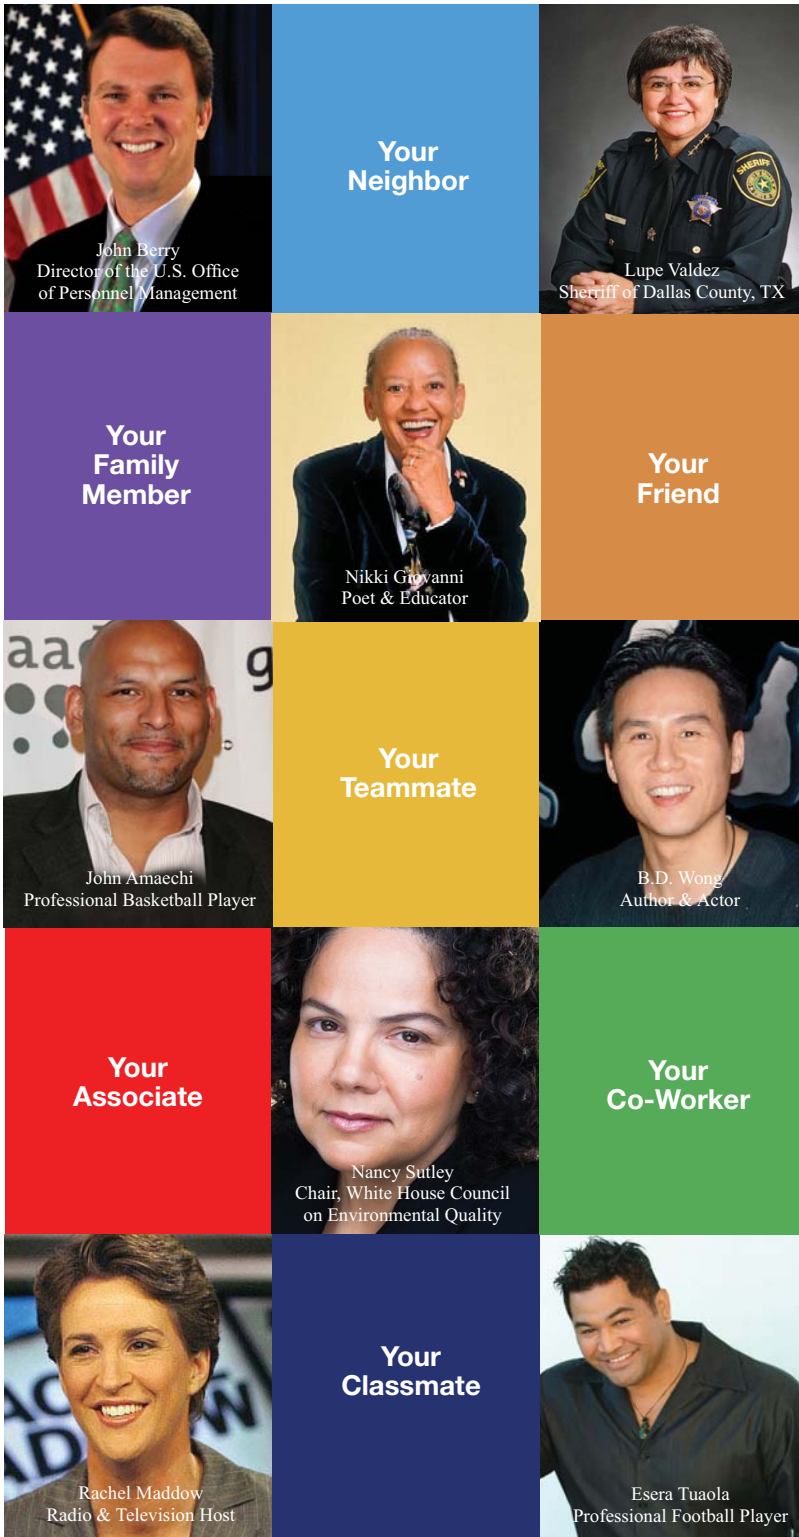 John Berry
Director of the U.S. Office
of Personnel Management
Your
Neighbor
SHERIFF
Lupe Valdez
Sherriff of Dallas County, TX
Your
Family
Member
Nikki Giovanni
Poet & Educator
Your
Friend
John Amaechi
Professional Basketball Player
Your
Teammate
B.D. Wong
Author & Actor
Your
Associate
Nancy Sutley
Chair, White House Council
on Environmental Quality
Your
Co-Worker
Rachel Maddow
Radio & Television Host
Your
Classmate
Esera Tuaola
Professional Football Player